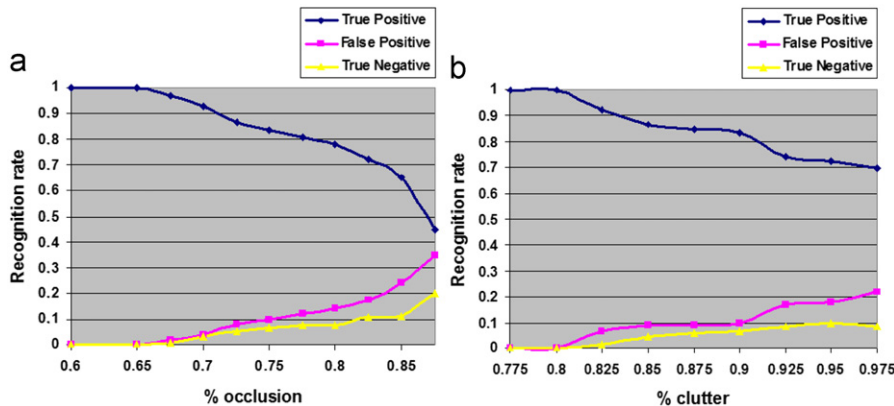 a
True Positive
False Positive
True Negative
Recognition rate
1
0.9
0.8
0.7
0.6
0.5
0.4
0.3
0.2
0.1
0
0.6 0.65 0.7 0.75 0.8 0.85
% occlusion
b
True Positive
False Positive
True Negative
Recognition rate
1
0.9
0.8
0.7
0.6
0.5
0.4
0.3
0.2
0.1
0
0.775 0.8 0.825 0.85 0.875 0.9 0.925 0.95 0.975
% clutter